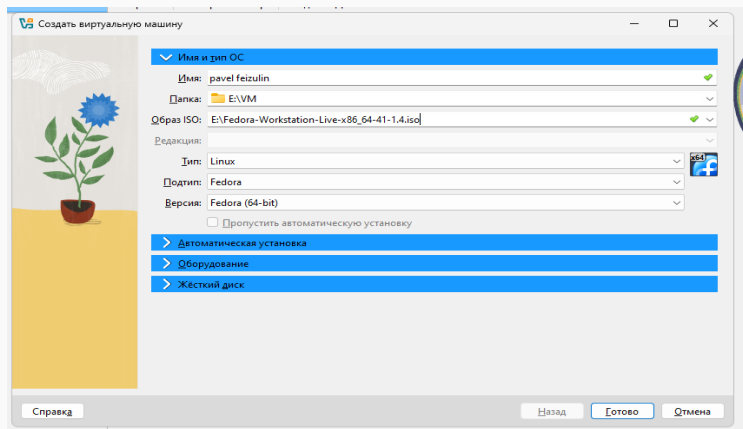 Создать виртуальную машину
Имя и тип ОС
Имя: pavel feizulin
Папка: E:\VM
Образ ISO: E:\Fedora-Workstation-Live-x86_64-41-1.4.iso
Редакция:
Тип: Linux
x64
Подтип: Fedora
Версия: Fedora (64-bit)
Пропустить автоматическую установку
Автоматическая установка
Оборудование
Жёсткий диск
Справка Назад Готово Отмена